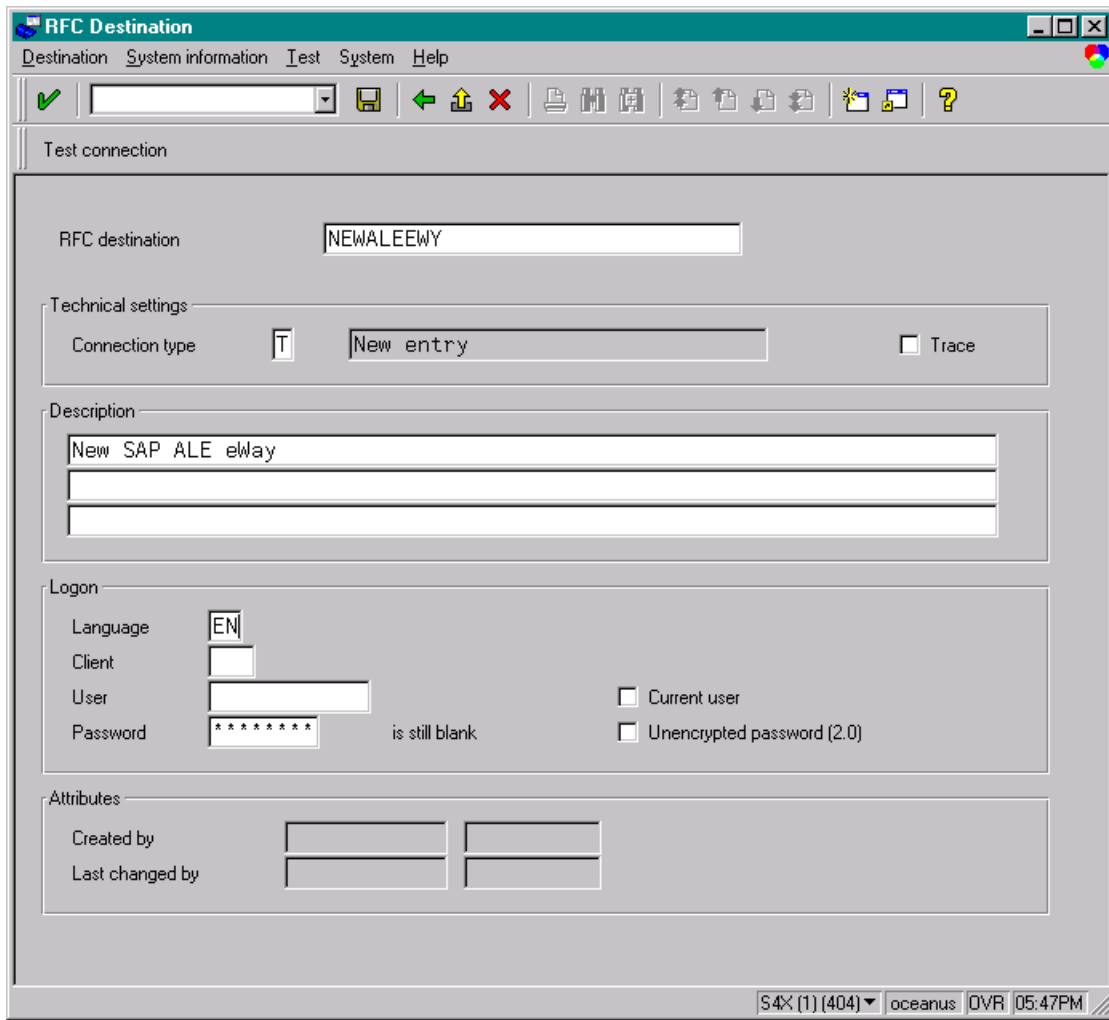 RFC Destination
Destination System information Test System Help
Test connection
RFC destination NEWALEEWY
Technical settings
Connection type T New entry Trace
Description
New SAP ALE eWay
Logon
Language EN
Client
User Current user
Password ******** is still blank Unencrypted password (2.0)
Attributes
Created by
Last changed by
S4X (1) (404) oceanus OVR 05:47PM